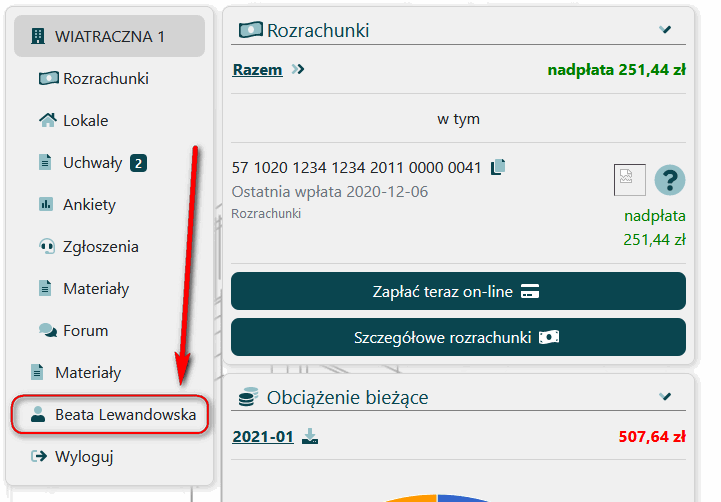 WIATRACZNA 1
Rozrachunki
Lokale
Uchwały 2
Ankiety
Zgłoszenia
Materiały
Forum
Materiały
Beata Lewandowska
Wyloguj
Rozrachunki
Razem nadpłata 251,44 zł
w tym
57 1020 1234 1234 2011 0000 0041
Ostatnia wpłata 2020-12-06
Rozrachunki
?
nadpłata
251,44 zł
Zapłać teraz on-line
Szczegółowe rozrachunki
Obciążenie bieżące
2021-01 507,64 zł